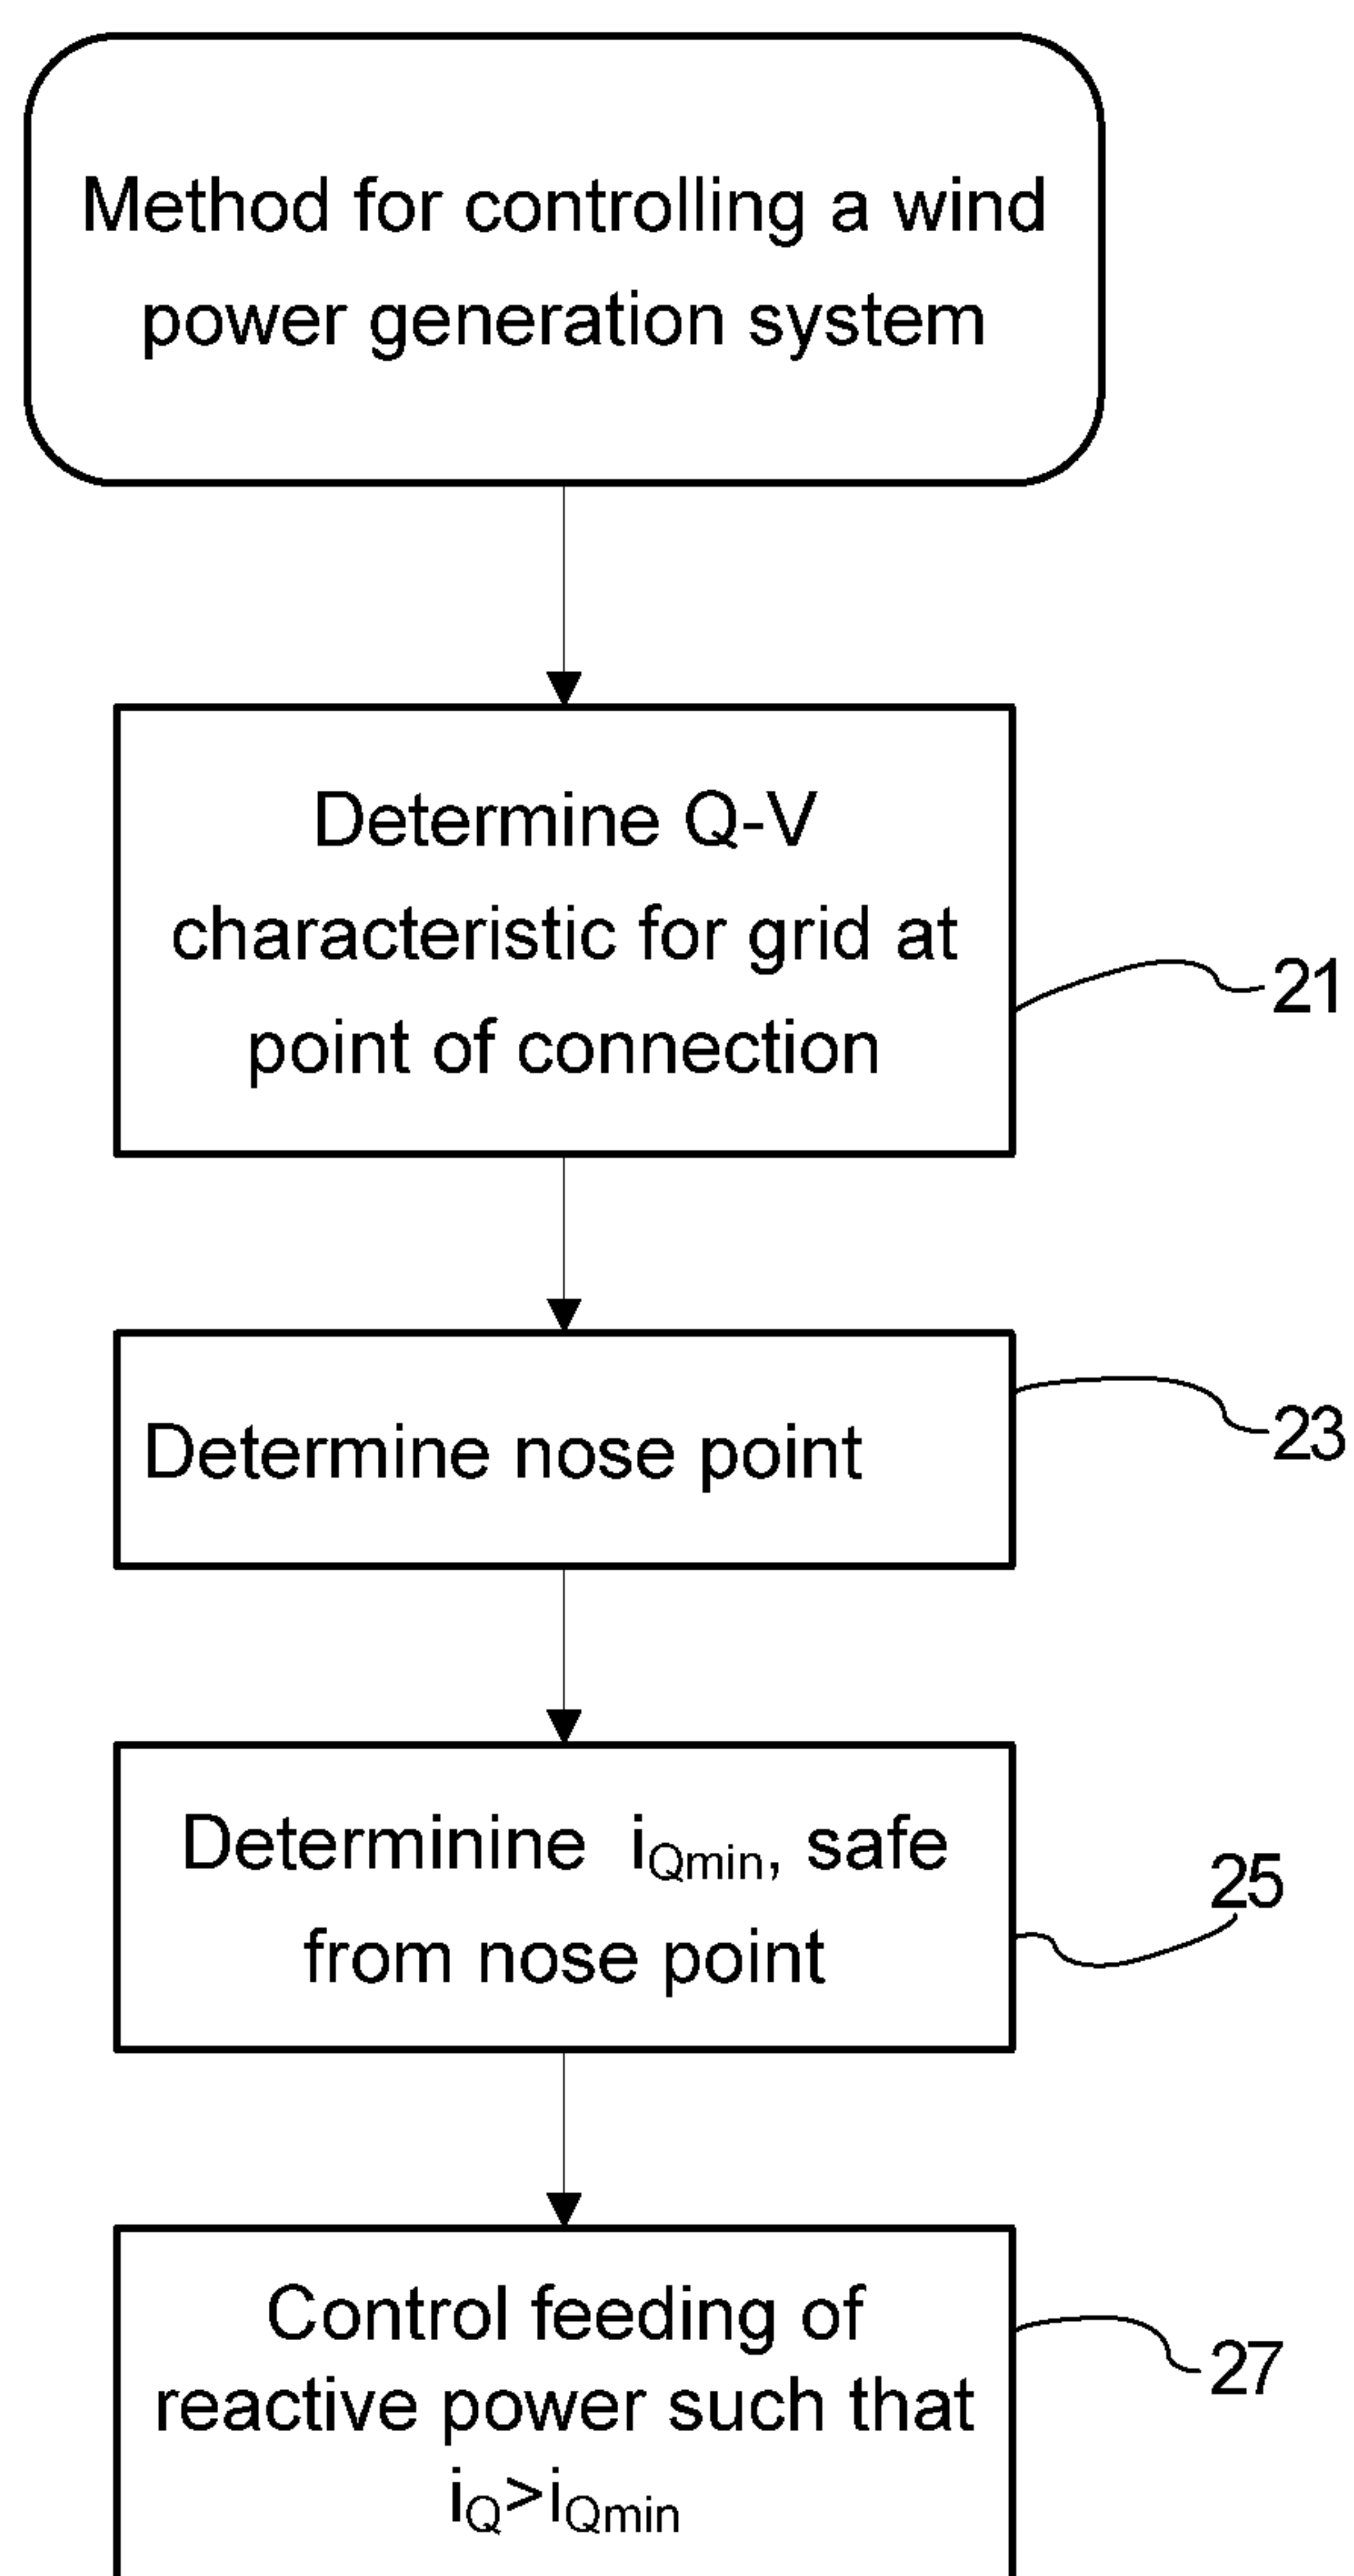 Method for controlling a wind
power generation system
Determine Q-V
characteristic for grid at
point of connection
21
Determine nose point
23
Determinine iQmin, safe
from nose point
25
Control feeding of
reactive power such that
iQ>iQmin
27